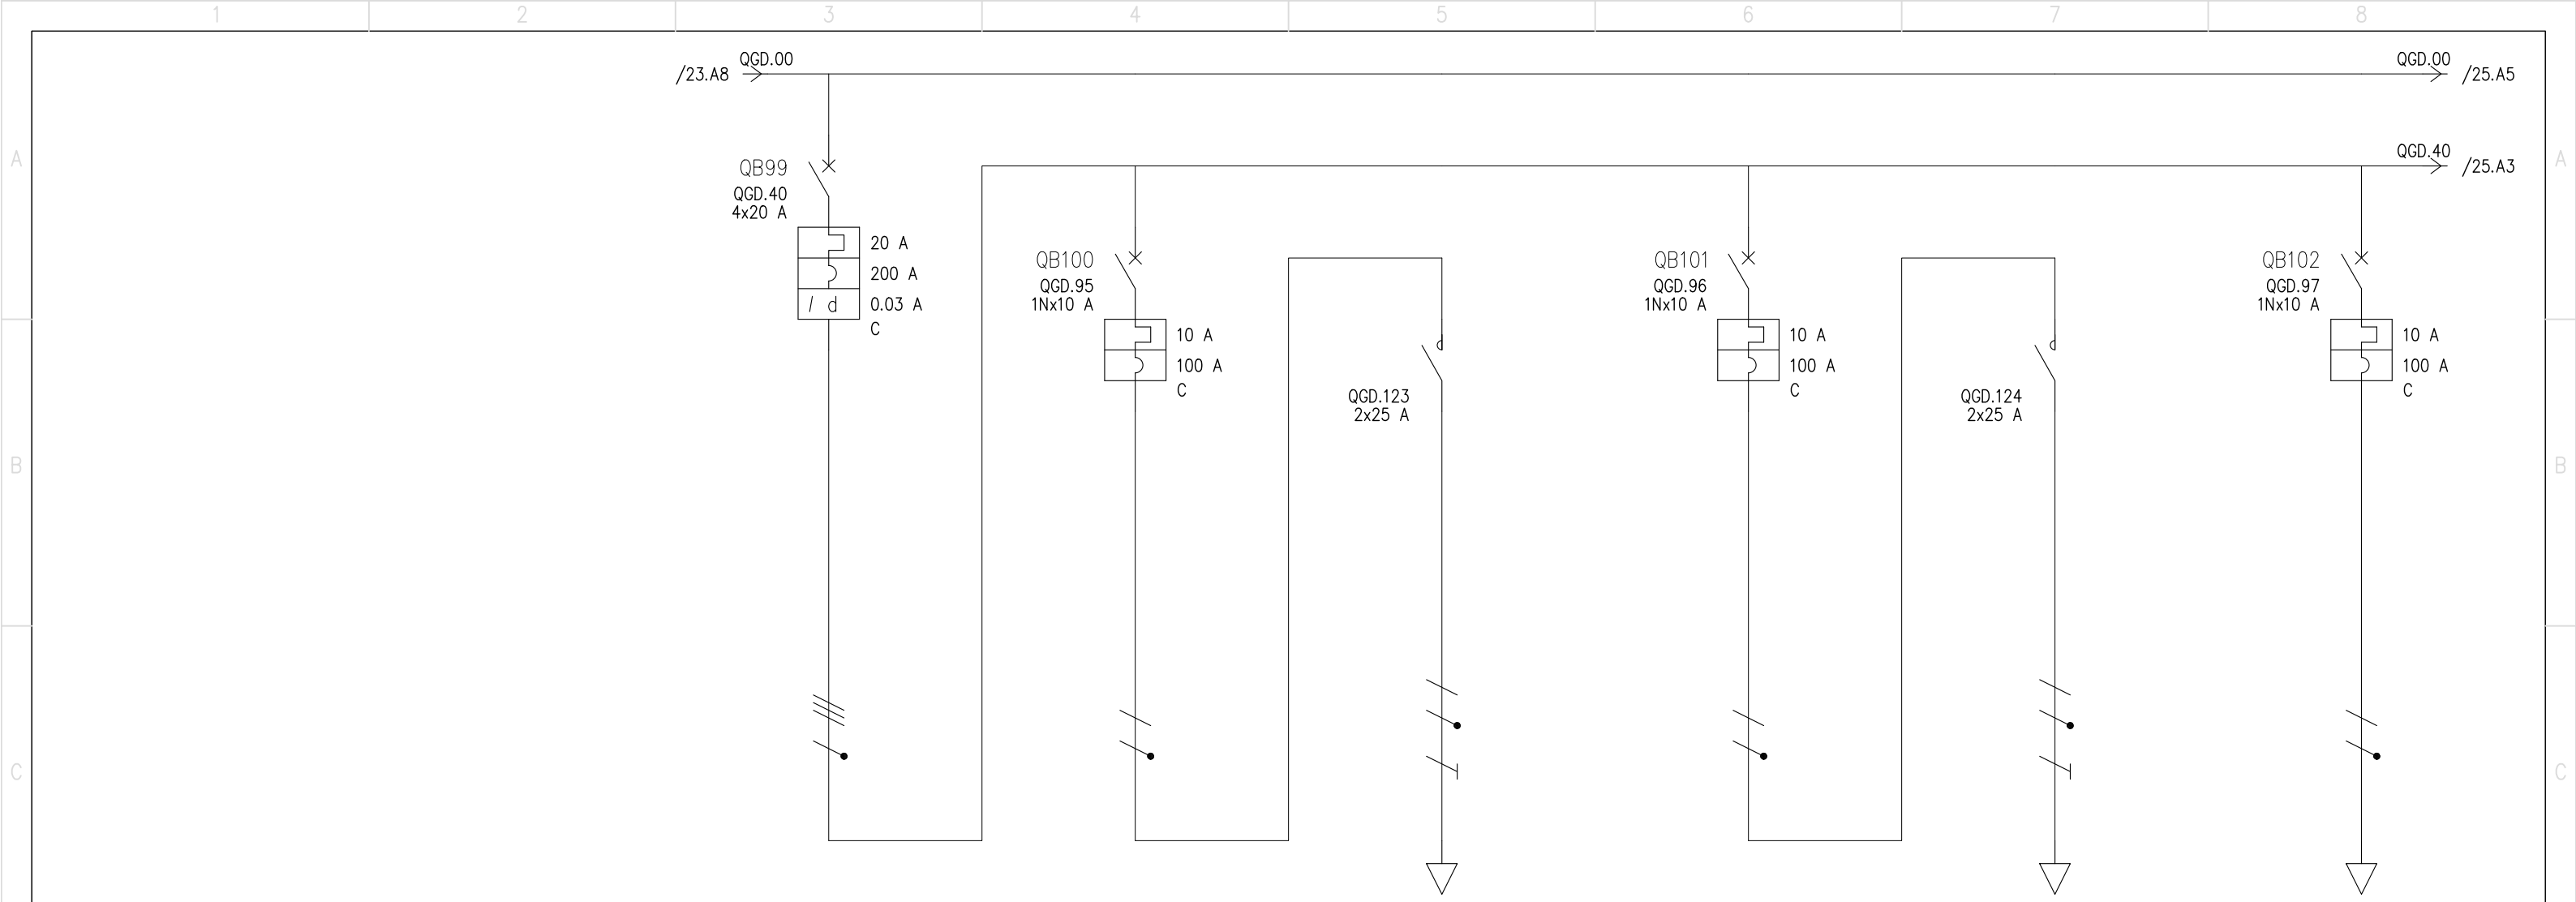 1 2 3 4 5 6 7 8
QGD.00 QGD.00
/23.A8 /25.A5
QGD.40
A A
QB99 /25.A3
QGD.40
4x20 A
20 A
200 A
0.03 A
I d
C
QB100
QGD.95
1Nx10 A
10 A
100 A
C
QGD.123
2x25 A
QB101
QGD.96
1Nx10 A
10 A
100 A
C
QGD.124
2x25 A
QB102
QGD.97
1Nx10 A
10 A
100 A
C
B B
C C